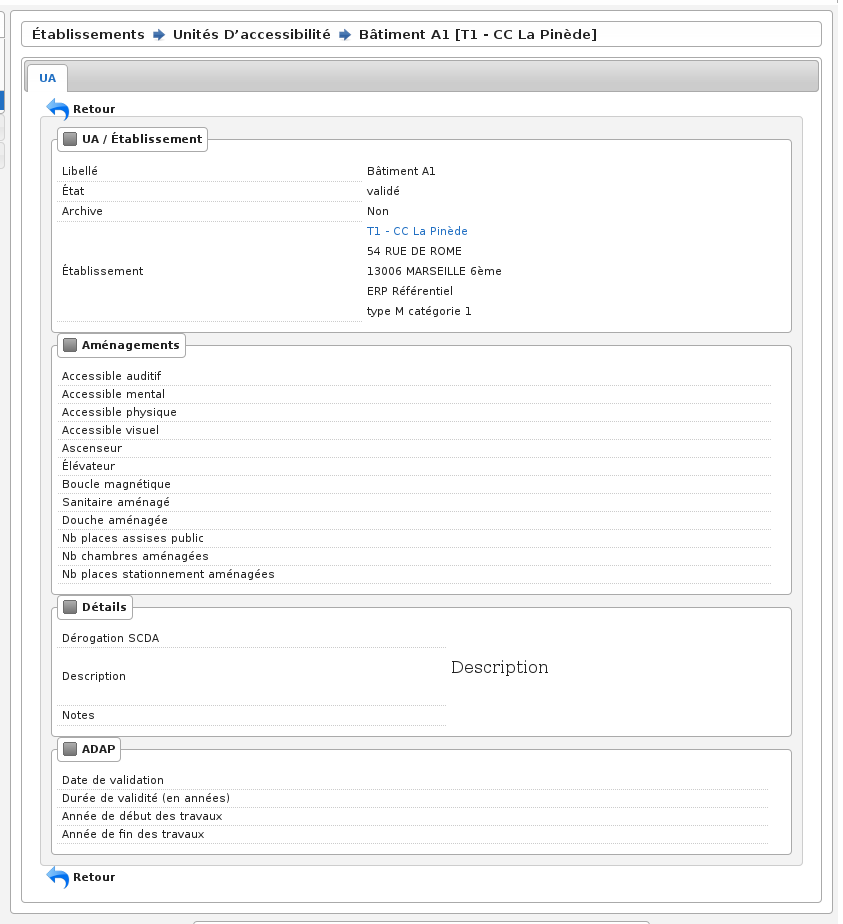 Établissements Unités D’accessibilité Bâtiment A1 [T1 - CC La Pinède]
UA
Retour
UA / Établissement
Libellé Bâtiment A1
État validé
Archive Non
Établissement T1 - CC La Pinède
54 RUE DE ROME
13006 MARSEILLE 6ème
ERP Référentiel
type M catégorie 1
Aménagements
Accessible auditif
Accessible mental
Accessible physique
Accessible visuel
Ascenseur
Élévateur
Boucle magnétique
Sanitaire aménagé
Douche aménagée
Nb places assises public
Nb chambres aménagées
Nb places stationnement aménagées
Détails
Dérogation SCDA
Description Description
Notes
ADAP
Date de validation
Durée de validité (en années)
Année de début des travaux
Année de fin des travaux
Retour